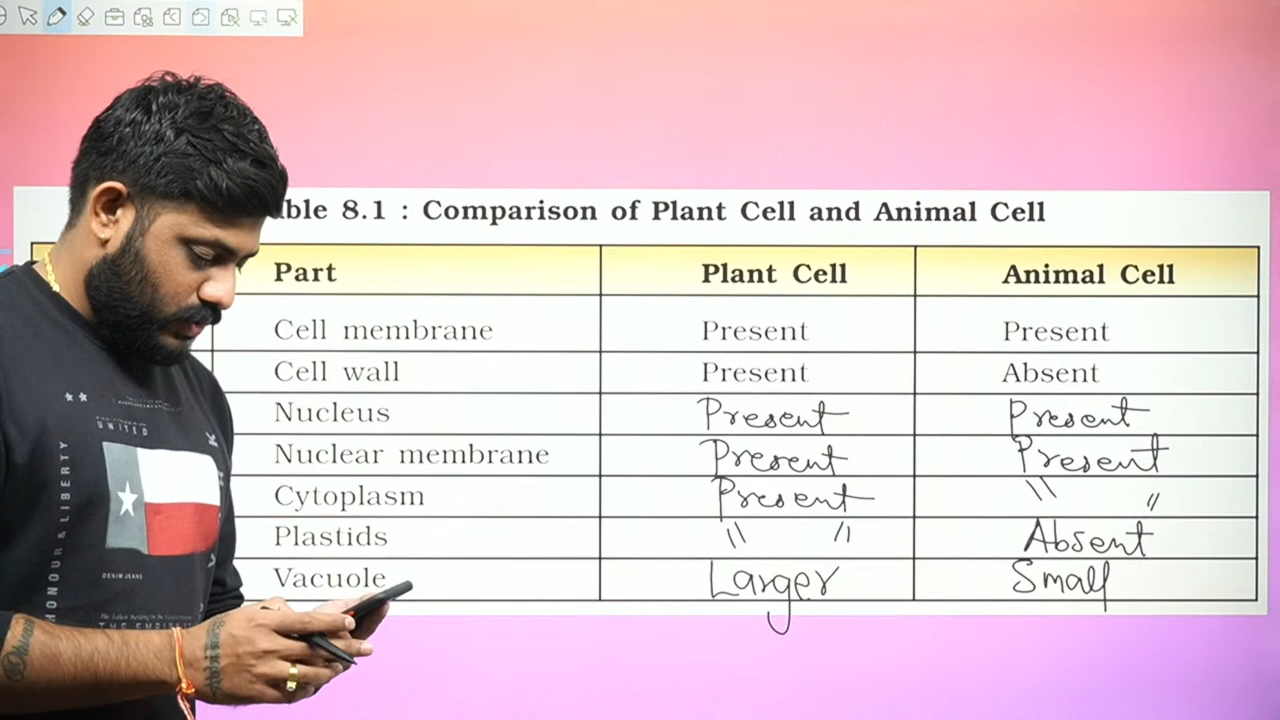 ble 8.1 : Comparison of Plant Cell and Animal Cell
Part Plant Cell Animal Cell
Cell membrane Present Present
Cell wall Present Absent
Nucleus Present Present
Nuclear membrane Present Present
Cytoplasm Present " "
Plastids " " Absent
Vacuole Larger Small
UNITED
HONOUR & LIBERTY
DENIM JEANS